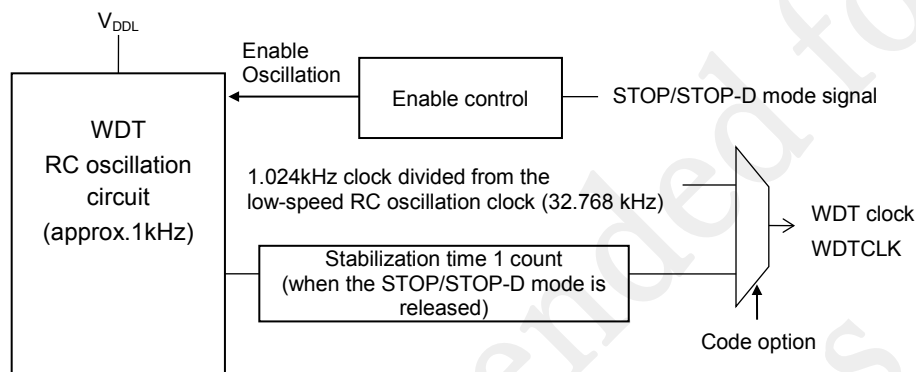 VDDL
Enable
Oscillation
Enable control
STOP/STOP-D mode signal
WDT
RC oscillation
circuit
(approx.1kHz)
1.024kHz clock divided from the
low-speed RC oscillation clock (32.768 kHz)
WDT clock
WDTCLK
Stabilization time 1 count
(when the STOP/STOP-D mode is
released)
Code option